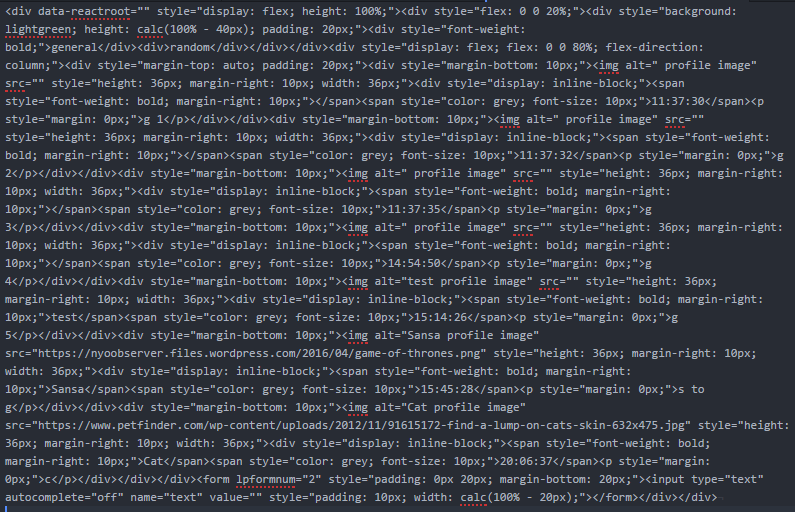 <div data-reactroot="" style="display: flex; height: 100%;"><div style="flex: 0 0 20%;"><div style="background:
lightgreen; height: calc(100% - 40px); padding: 20px;"><div style="font-weight:
bold;">general</div><div>random</div></div></div><div style="display: flex; flex: 0 0 80%; flex-direction:
column;"><div style="margin-top: auto; padding: 20px;"><div style="margin-bottom: 10px;"><img alt=" profile image"
src="" style="height: 36px; margin-right: 10px; width: 36px;"><div style="display: inline-block;"><span
style="font-weight: bold; margin-right: 10px;"></span><span style="color: grey; font-size: 10px;">11:37:30</span><p
style="margin: 0px;">g 1</p></div></div><div style="margin-bottom: 10px;"><img alt=" profile image" src=""
style="height: 36px; margin-right: 10px; width: 36px;"><div style="display: inline-block;"><span style="font-weight:
bold; margin-right: 10px;"></span><span style="color: grey; font-size: 10px;">11:37:32</span><p style="margin: 0px;">g
2</p></div></div><div style="margin-bottom: 10px;"><img alt=" profile image" src="" style="height: 36px; margin-right:
10px; width: 36px;"><div style="display: inline-block;"><span style="font-weight: bold; margin-right:
10px;"></span><span style="color: grey; font-size: 10px;">11:37:35</span><p style="margin: 0px;">g
3</p></div></div><div style="margin-bottom: 10px;"><img alt=" profile image" src="" style="height: 36px; margin-right:
10px; width: 36px;"><div style="display: inline-block;"><span style="font-weight: bold; margin-right:
10px;"></span><span style="color: grey; font-size: 10px;">14:54:50</span><p style="margin: 0px;">g
4</p></div></div><div style="margin-bottom: 10px;"><img alt="test profile image" src="" style="height: 36px;
margin-right: 10px; width: 36px;"><div style="display: inline-block;"><span style="font-weight: bold; margin-right:
10px;">test</span><span style="color: grey; font-size: 10px;">15:14:26</span><p style="margin: 0px;">g
5</p></div></div><div style="margin-bottom: 10px;"><img alt="Sansa profile image"
src="https://nyoobserver.files.wordpress.com/2016/04/game-of-thrones.png" style="height: 36px; margin-right: 10px;
width: 36px;"><div style="display: inline-block;"><span style="font-weight: bold; margin-right:
10px;">Sansa</span><span style="color: grey; font-size: 10px;">15:45:28</span><p style="margin: 0px;">s to
g</p></div></div><div style="margin-bottom: 10px;"><img alt="Cat profile image"
src="https://www.petfinder.com/wp-content/uploads/2012/11/91615172-find-a-lump-on-cats-skin-632x475.jpg" style="height:
36px; margin-right: 10px; width: 36px;"><div style="display: inline-block;"><span style="font-weight: bold;
margin-right: 10px;">Cat</span><span style="color: grey; font-size: 10px;">20:06:37</span><p style="margin:
0px;">c</p></div></div></div><form lpformnum="2" style="padding: 0px 20px; margin-bottom: 20px;"><input type="text"
autocomplete="off" name="text" value="" style="padding: 10px; width: calc(100% - 20px);"></form></div></div>